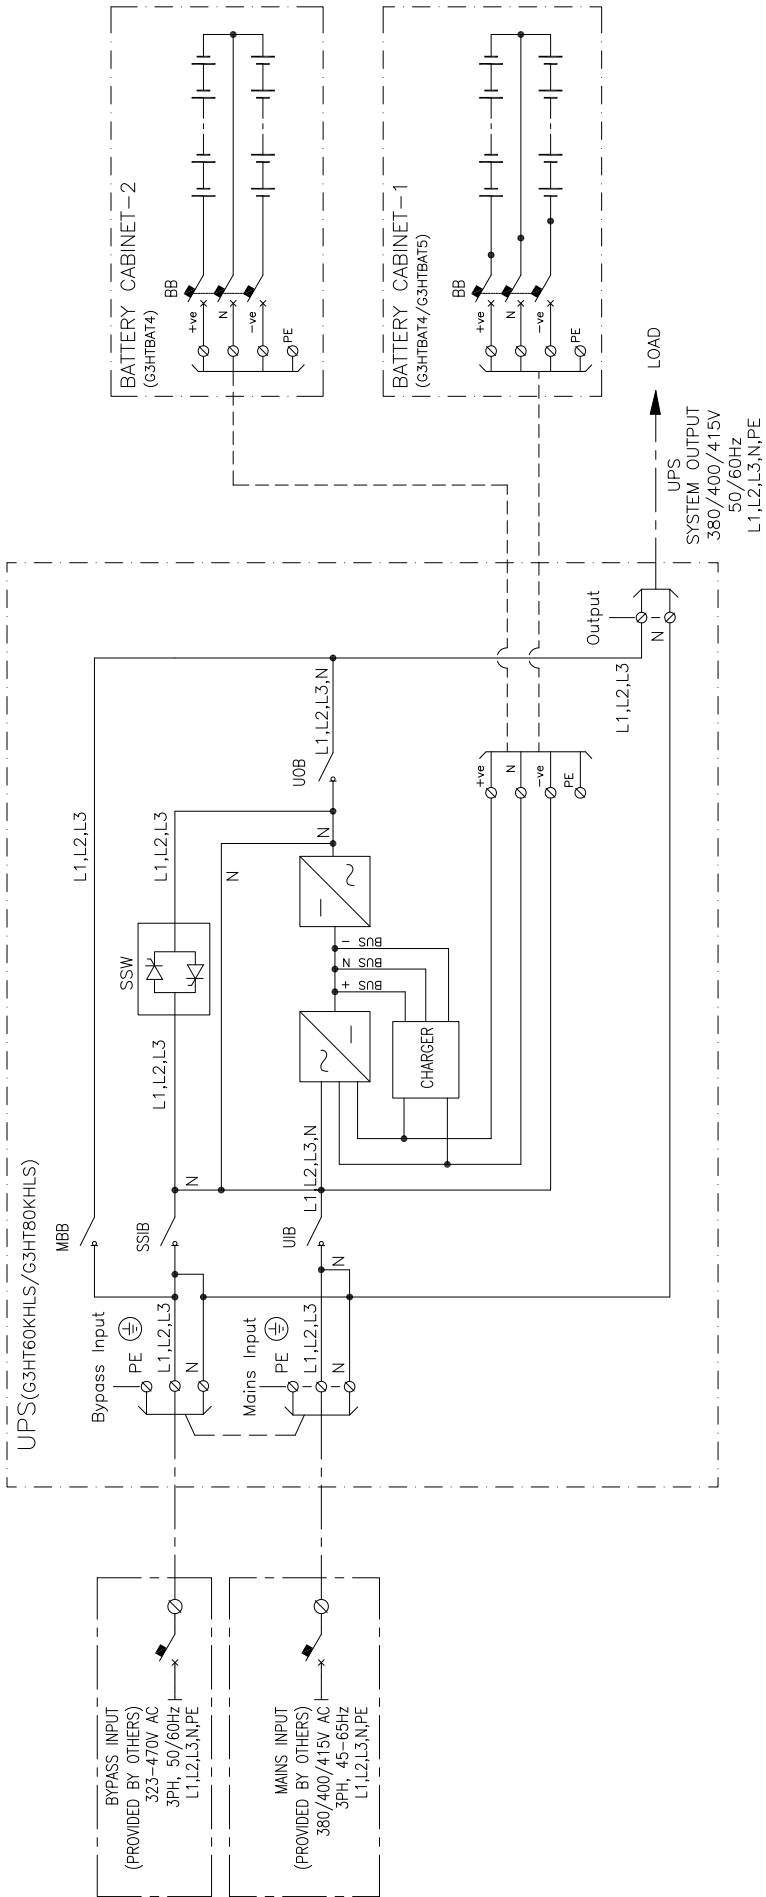 BYPASS INPUT
(PROVIDED BY OTHERS)
323-470V AC
3PH, 50/60Hz
L1,L2,L3,N,PE
MAINS INPUT
(PROVIDED BY OTHERS)
380/400/415V AC
3PH, 45-65Hz
L1,L2,L3,N,PE
UPS(G3HT60KHLS/G3HT80KHLS)
Bypass Input
PE
L1,L2,L3
N
Mains Input
PE
L1,L2,L3
N
MBB
SSIB
UIB
N
L1,L2,L3,N
L1,L2,L3
SSW
L1,L2,L3
L1,L2,L3
N
N
CHARGER
+ BUS
N BUS
- BUS
UOB
L1,L2,L3,N
+ve
N
-ve
PE
Output
L1,L2,L3
N
BATTERY CABINET-2
(G3HTBAT4)
BB
+ve
N
-ve
PE
BATTERY CABINET-1
(G3HTBAT4/G3HTBAT5)
BB
+ve
N
-ve
PE
LOAD
UPS
SYSTEM OUTPUT
380/400/415V
50/60Hz
L1,L2,L3,N,PE